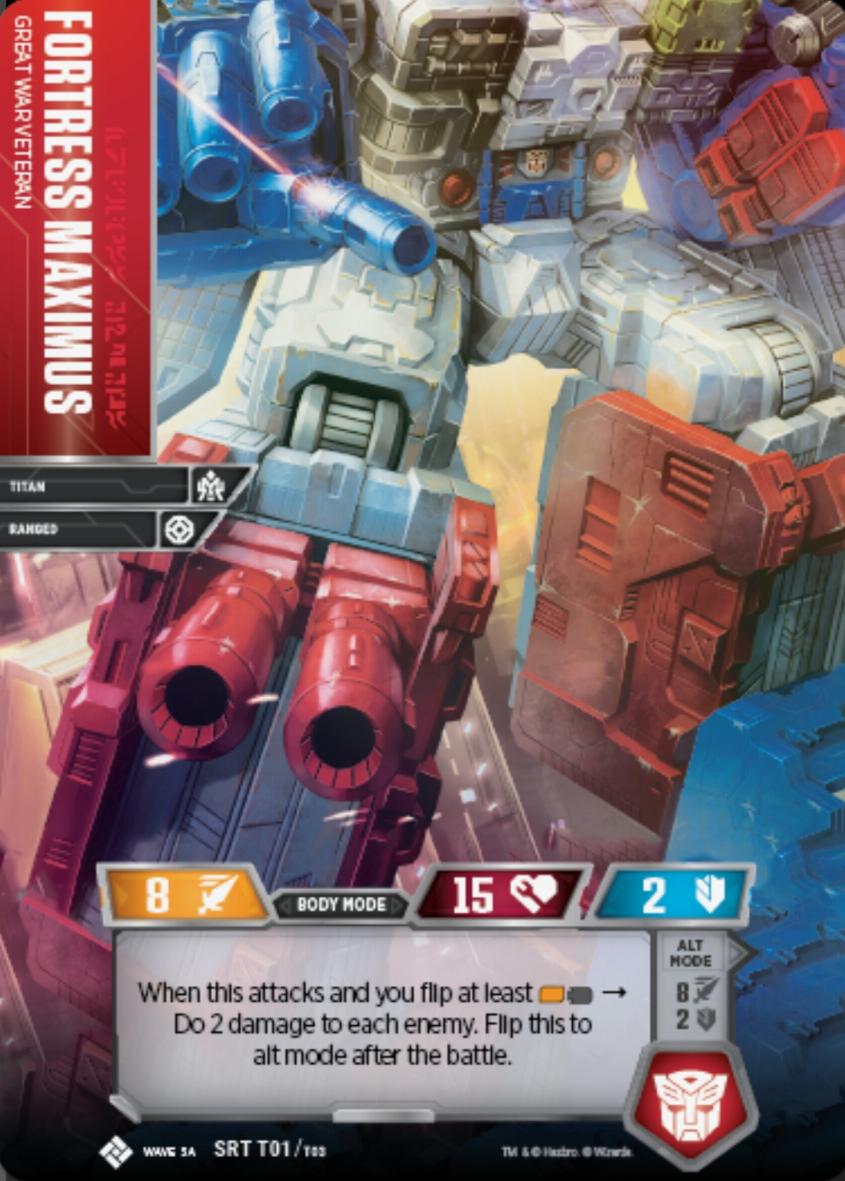 FORTRESS MAXIMUS
GREAT WAR VETERAN
TITAN
RANGED
8
BODY MODE
15
2
ALT
MODE
8
2
When this attacks and you flip at least →
Do 2 damage to each enemy. Flip this to
alt mode after the battle.
WAVE 5A SRT T01/T03
TM & © Hasbro. © Wizards.